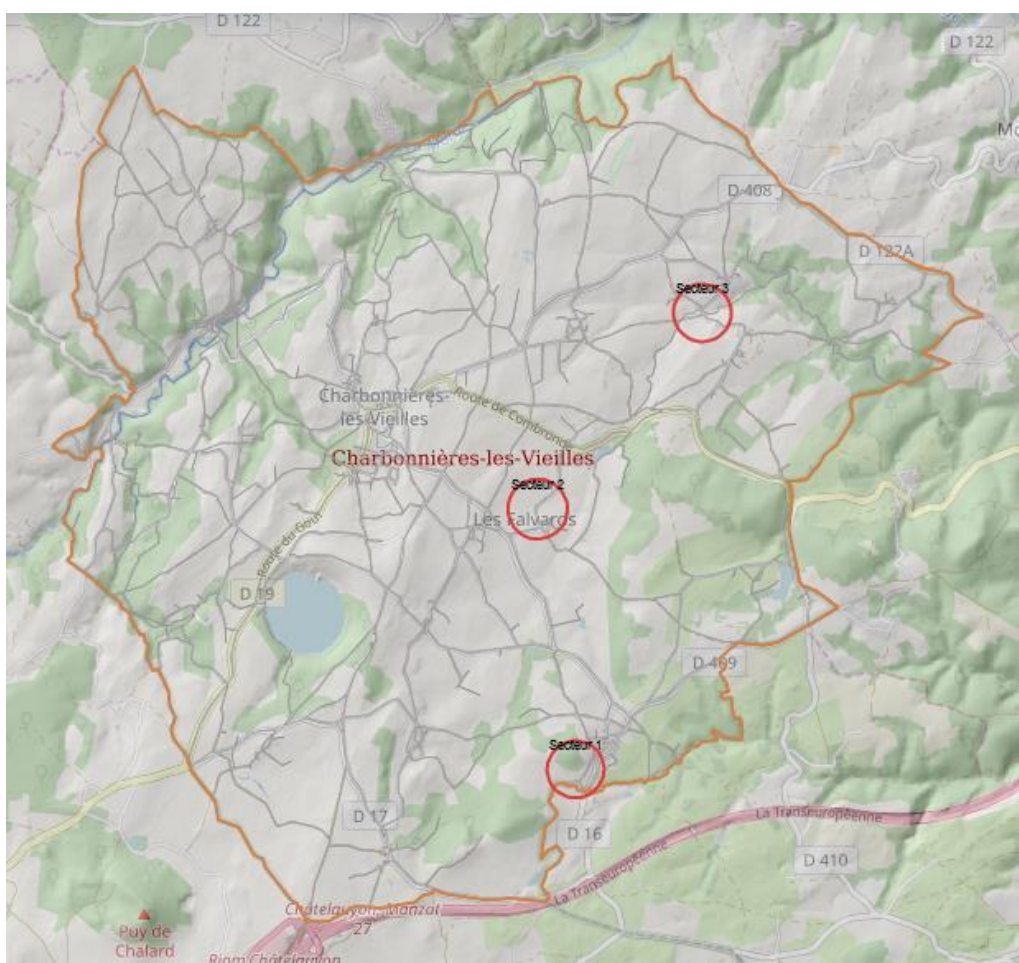 D 122
D 122
D 408
D 122A
Secteur 3
Charbonnières-
les-Vieilles
Route de Combronde
Charbonnières-les-Vieilles
Secteur 2
Les Falvards
Route du Gour
D 19
D 409
Secteur 1
D 17
D 16
La Transeuropéenne
La Transeuropéenne
D 410
Puy de
Chalard
Châtelguyon-Manzat
27
Riom Châtelguyon